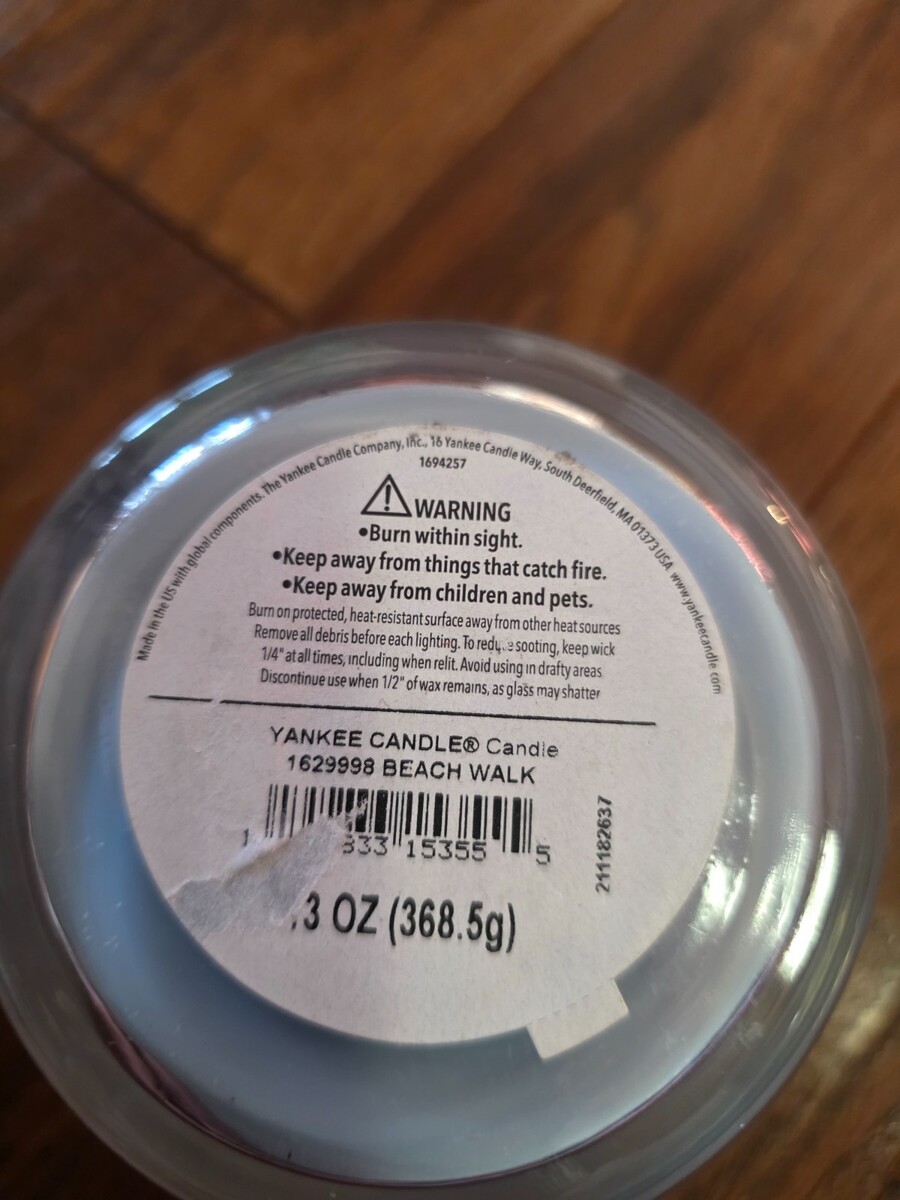 Made in the US with global components. The Yankee Candle Company, Inc., 16 Yankee Candle Way, South Deerfield, MA 01373 USA. www.yankeecandle.com
1694257
WARNING
•Burn within sight.
•Keep away from things that catch fire.
•Keep away from children and pets.
Burn on protected, heat-resistant surface away from other heat sources
Remove all debris before each lighting. To reduce sooting, keep wick
1/4" at all times, including when relit. Avoid using in drafty areas
Discontinue use when 1/2" of wax remains, as glass may shatter
YANKEE CANDLE® Candle
1629998 BEACH WALK
1 333 15355 5
211182637
.3 OZ (368.5g)